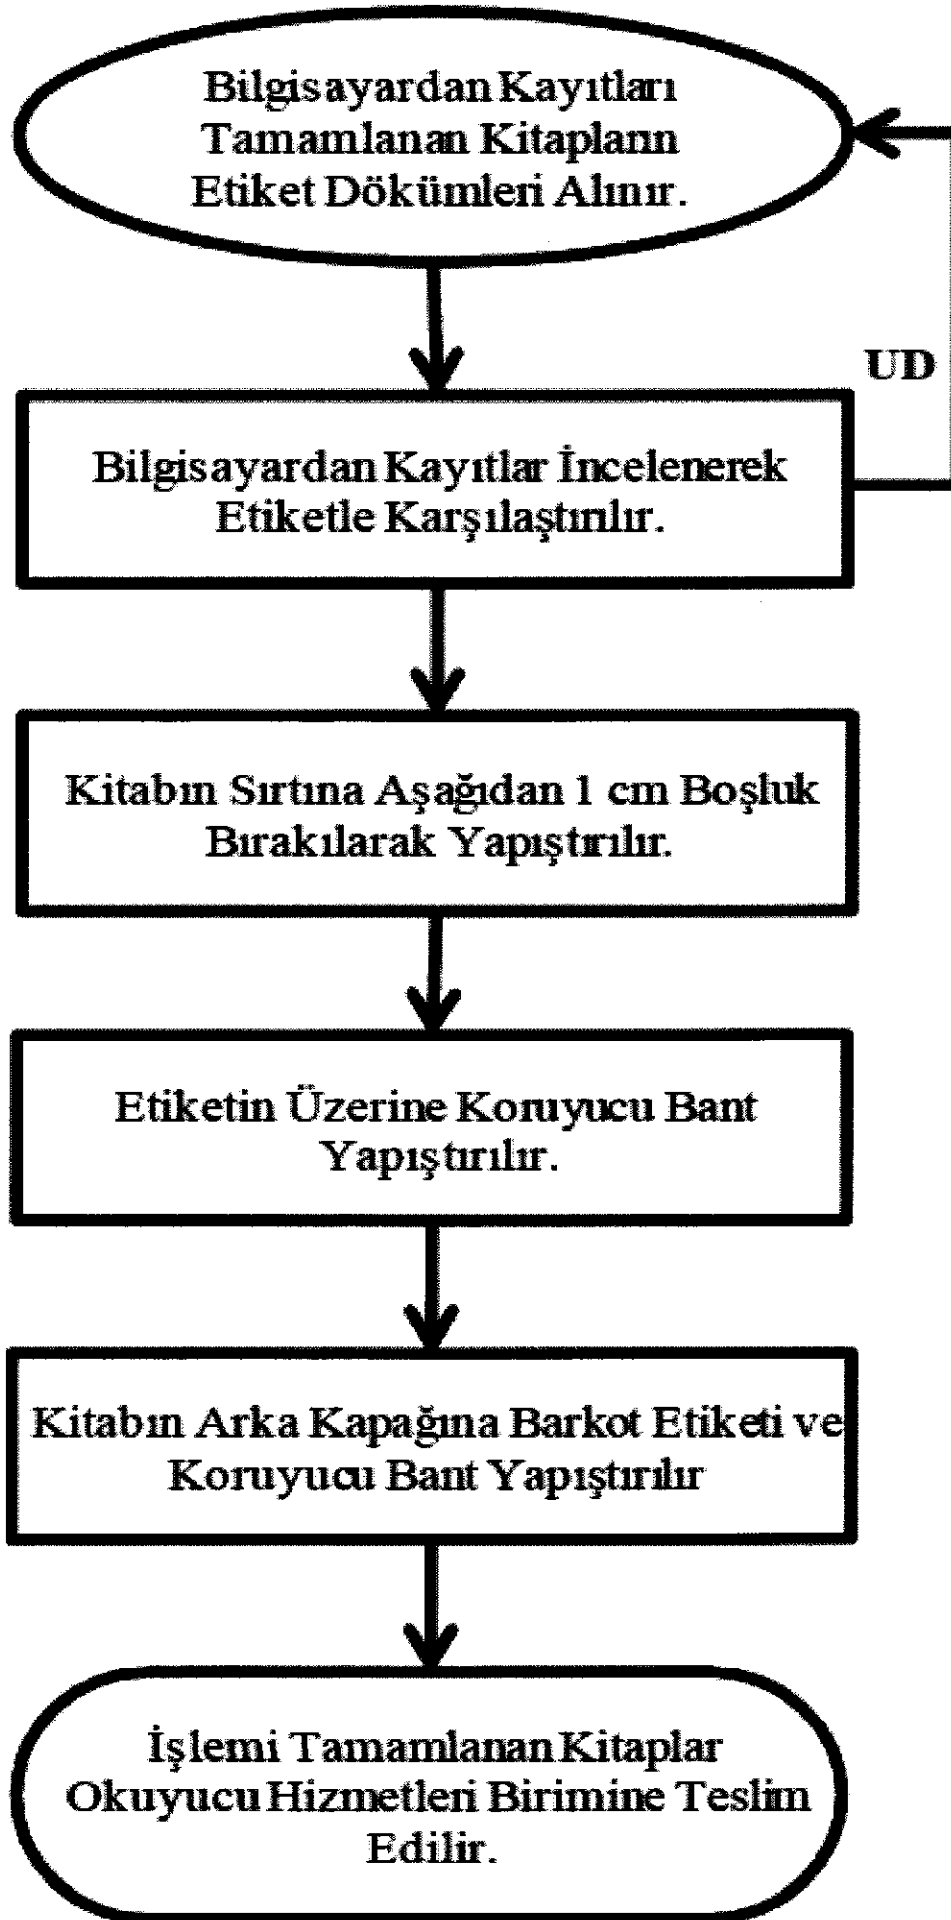 Bilgisayardan Kayıtları
Tamamlanan Kitapların
Etiket Dökümleri Alınır.
UD
Bilgisayardan Kayıtlar İncelenerek
Etiketle Karşılaştırılır.
Kitabın Sırtına Aşağıdan 1 cm Boşluk
Bırakılarak Yapıştırılır.
Etiketin Üzerine Koruyucu Bant
Yapıştırılır.
Kitabın Arka Kapağına Barkot Etiketi ve
Koruyucu Bant Yapıştırılır
İşlemi Tamamlanan Kitaplar
Okuyucu Hizmetleri Birimine Teslim
Edilir.